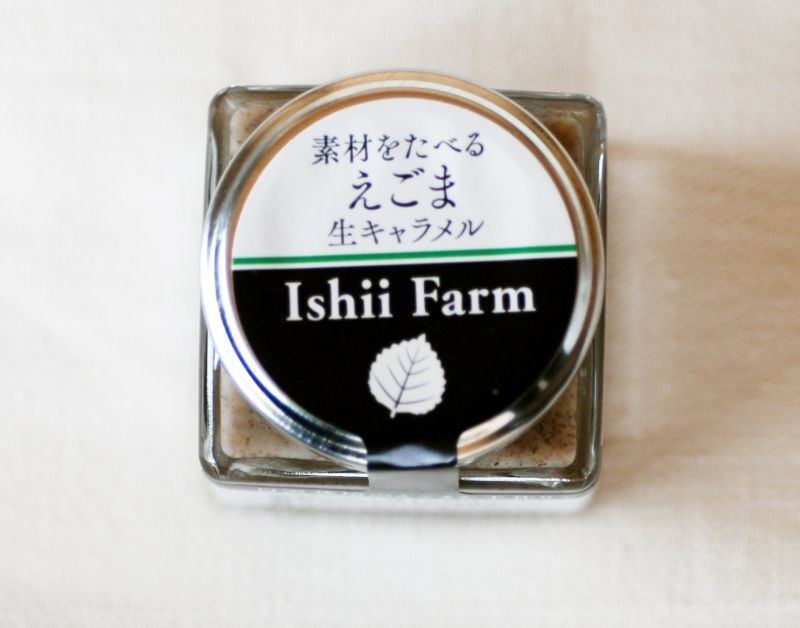 素材をたべる
えごま
生キャラメル
Ishii Farm